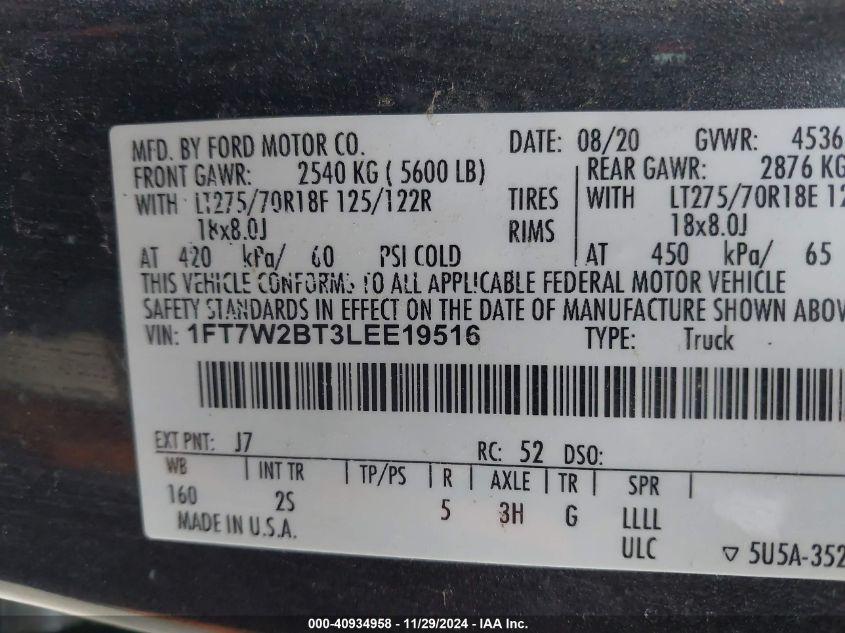 MFD. BY FORD MOTOR CO. DATE: 08/20 GVWR: 4536
FRONT GAWR: 2540 KG ( 5600 LB) REAR GAWR: 2876 KG
WITH LT275/70R18E 125/122R TIRES WITH LT275/70R18E 12
18x8.0J RIMS 18x8.0J
AT 420 kPa/ 60 PSI COLD AT 450 kPa/ 65
THIS VEHICLE CONFORMS TO ALL APPLICABLE FEDERAL MOTOR VEHICLE
SAFETY STANDARDS IN EFFECT ON THE DATE OF MANUFACTURE SHOWN ABOV
VIN: 1FT7W2BT3LEE19516 TYPE: Truck
EXT PNT: J7 RC: 52 DSO:
WB INT TR TP/PS R AXLE TR SPR
160 2S 5 3H G LLLL
MADE IN U.S.A. ULC ▽ 5U5A-352
000-40934958 — 11/29/2024 — IAA Inc.